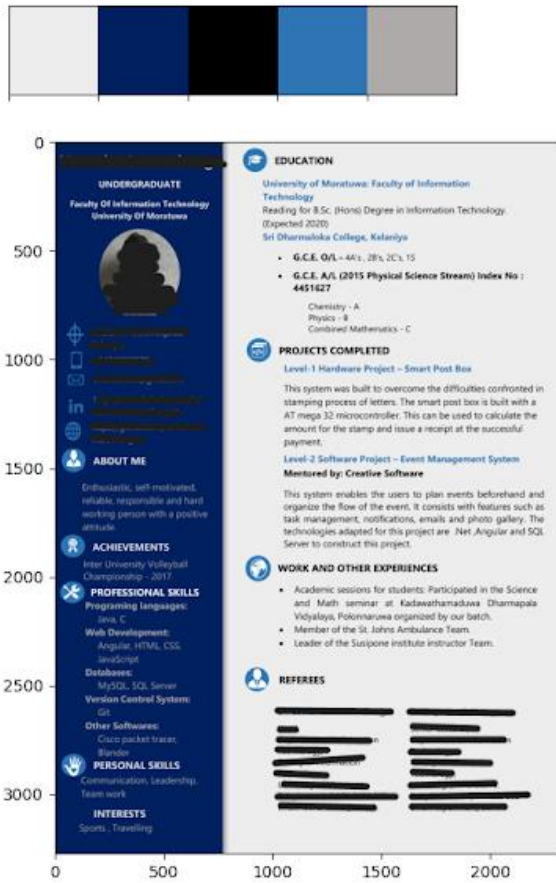 0
500
1000
1500
2000
2500
3000
0
500
1000
1500
2000
UNDERGRADUATE
Faculty Of Information Technology
University Of Moratuwa
ABOUT ME
Enthusiastic, self-motivated,
reliable, responsible and hard
working person with a positive
attitude.
ACHIEVEMENTS
Inter University Volleyball
Championship - 2017
PROFESSIONAL SKILLS
Programing languages:
Java, C
Web Development:
Angular, HTML, CSS,
JavaScript
Databases:
MySQL, SQL Server
Version Control System:
Git
Other Softwares:
Cisco packet tracer,
Blander
PERSONAL SKILLS
Communication, Leadership,
Team work
INTERESTS
Sports , Travelling
EDUCATION
University of Moratuwa: Faculty of Information
Technology
Reading for B.Sc. (Hons) Degree in Information Technology.
(Expected 2020)
Sri Dharmaloka College, Kelaniya
• G.C.E. O/L – 4A's , 2B's, 2C's, 1S
• G.C.E. A/L (2015 Physical Science Stream) Index No :
4451627
Chemistry - A
Physics - B
Combined Mathematics - C
PROJECTS COMPLETED
Level-1 Hardware Project – Smart Post Box
This system was built to overcome the difficulties confronted in
stamping process of letters. The smart post box is built with a
AT mega 32 microcontroller. This can be used to calculate the
amount for the stamp and issue a receipt at the successful
payment.
Level-2 Software Project – Event Management System
Mentored by: Creative Software
This system enables the users to plan events beforehand and
organize the flow of the event. It consists with features such as
task management, notifications, emails and photo gallery. The
technologies adapted for this project are .Net ,Angular and SQL
Server to construct this project.
WORK AND OTHER EXPERIENCES
• Academic sessions for students: Participated in the Science
and Math seminar at Kadawathamaduwa Dharmapala
Vidyalaya, Polonnaruwa organized by our batch.
• Member of the St. Johns Ambulance Team.
• Leader of the Susipone institute instructor Team.
REFEREES